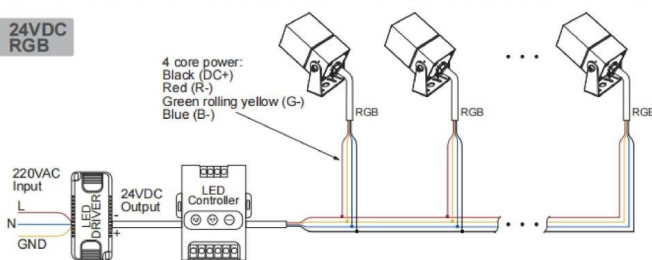 24VDC
RGB
4 core power:
Black (DC+)
Red (R-)
Green rolling yellow (G-)
Blue (B-)
RGB
RGB
RGB
220VAC
Input
L
N
GND
LED
DRIVER
-
+
24VDC
Output
LED
Controller